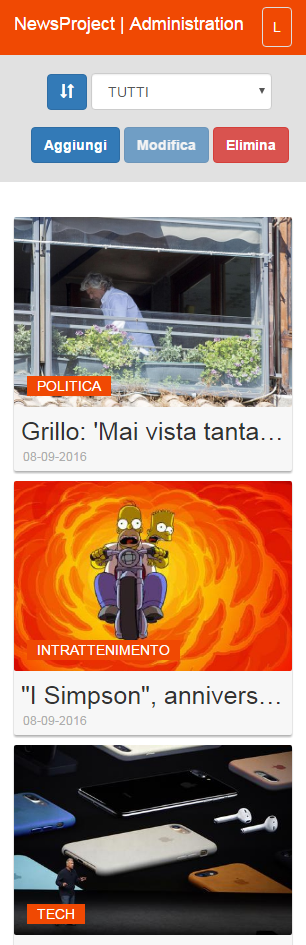 NewsProject | Administration
L
TUTTI
Aggiungi Modifica Elimina
POLITICA
Grillo: 'Mai vista tanta...
08-09-2016
INTRATTENIMENTO
"I Simpson", annivers...
08-09-2016
TECH